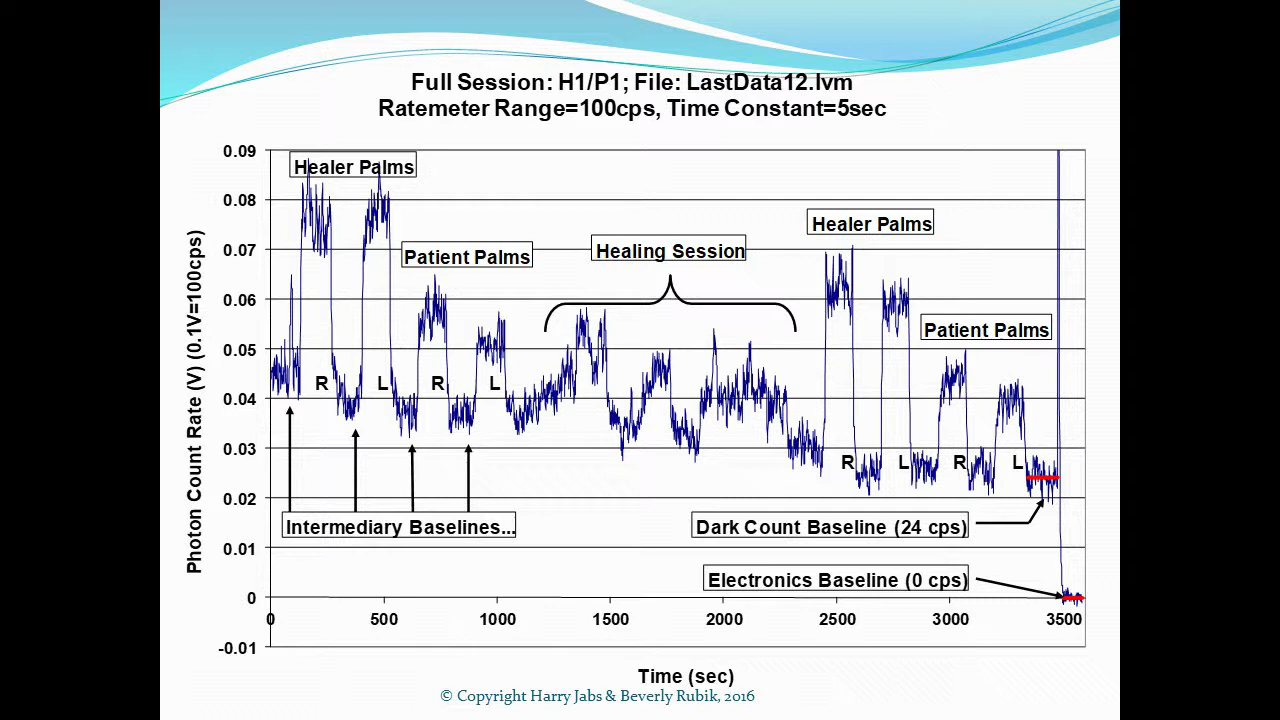 Full Session: H1/P1; File: LastData12.lvm
Ratemeter Range=100cps, Time Constant=5sec
Photon Count Rate (V) (0.1V=100cps)
0.09
0.08
0.07
0.06
0.05
0.04
0.03
0.02
0.01
0
-0.01
Healer Palms
Patient Palms
Healing Session
Healer Palms
Patient Palms
R L R L
R L R L
Intermediary Baselines...
Dark Count Baseline (24 cps)
Electronics Baseline (0 cps)
0 500 1000 1500 2000 2500 3000 3500
Time (sec)
© Copyright Harry Jabs & Beverly Rubik, 2016